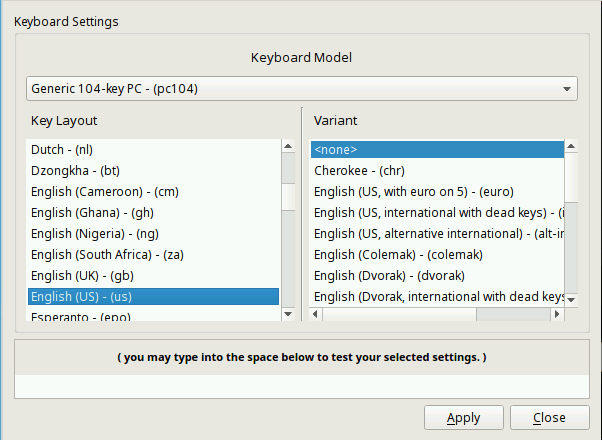 Keyboard Settings
Keyboard Model
Generic 104-key PC - (pc104)
Key Layout
Dutch - (nl)
Dzongkha - (bt)
English (Cameroon) - (cm)
English (Ghana) - (gh)
English (Nigeria) - (ng)
English (South Africa) - (za)
English (UK) - (gb)
English (US) - (us)
Esperanto - (epo)
Variant
<none>
Cherokee - (chr)
English (US, with euro on 5) - (euro)
English (US, international with dead keys) - (i
English (US, alternative international) - (alt-in
English (Colemak) - (colemak)
English (Dvorak) - (dvorak)
English (Dvorak, international with dead keys
( you may type into the space below to test your selected settings. )
Apply
Close